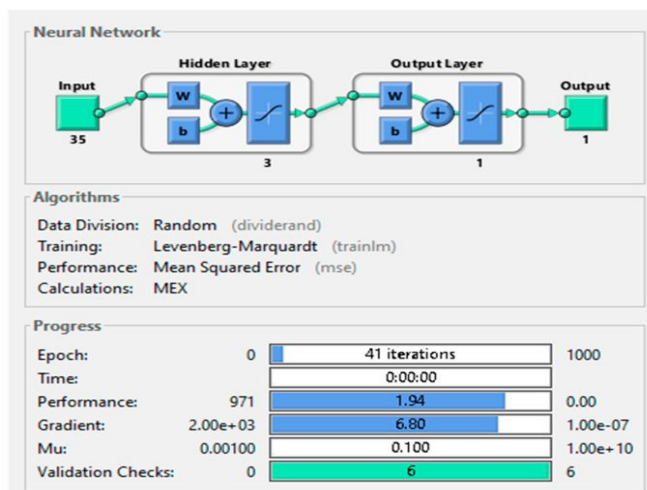 Neural Network
Hidden Layer Output Layer
Input Output
W W
+ +
b b
35 1
3 1
Algorithms
Data Division: Random (dividerand)
Training: Levenberg-Marquardt (trainlm)
Performance: Mean Squared Error (mse)
Calculations: MEX
Progress
Epoch: 0 41 iterations 1000
Time: 0:00:00
Performance: 971 1.94 0.00
Gradient: 2.00e+03 6.80 1.00e-07
Mu: 0.00100 0.100 1.00e+10
Validation Checks: 0 6 6